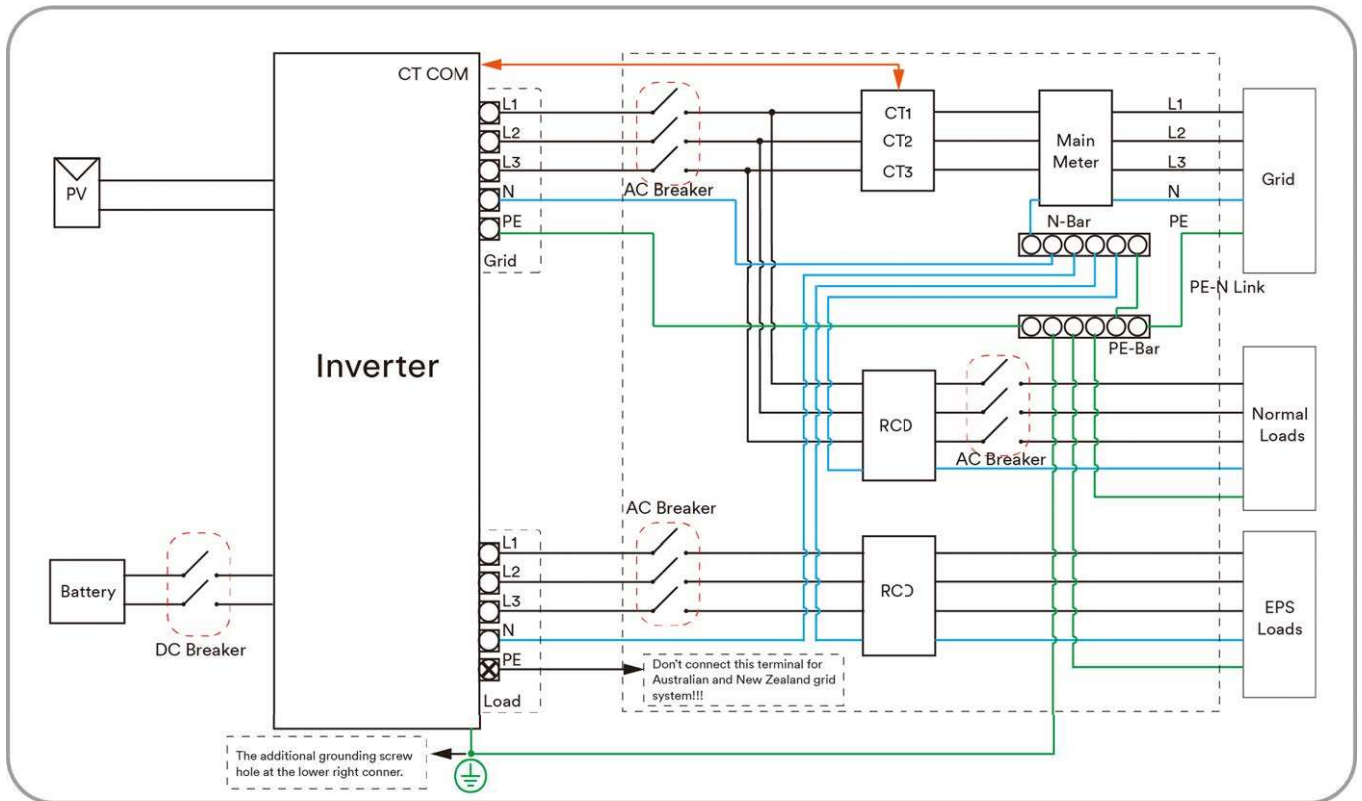 CT COM
L1
L2
L3
N
PE
Grid
AC Breaker
CT1
CT2
CT3
Main
Meter
L1
L2
L3
N
PE
Grid
N-Bar
PE-N Link
PE-Bar
PV
Inverter
RCD
AC Breaker
Normal
Loads
Battery
DC Breaker
L1
L2
L3
N
PE
Load
AC Breaker
RCD
EPS
Loads
Don't connect this terminal for
Australian and New Zealand grid
system!!!
The additional grounding screw
hole at the lower right conner.